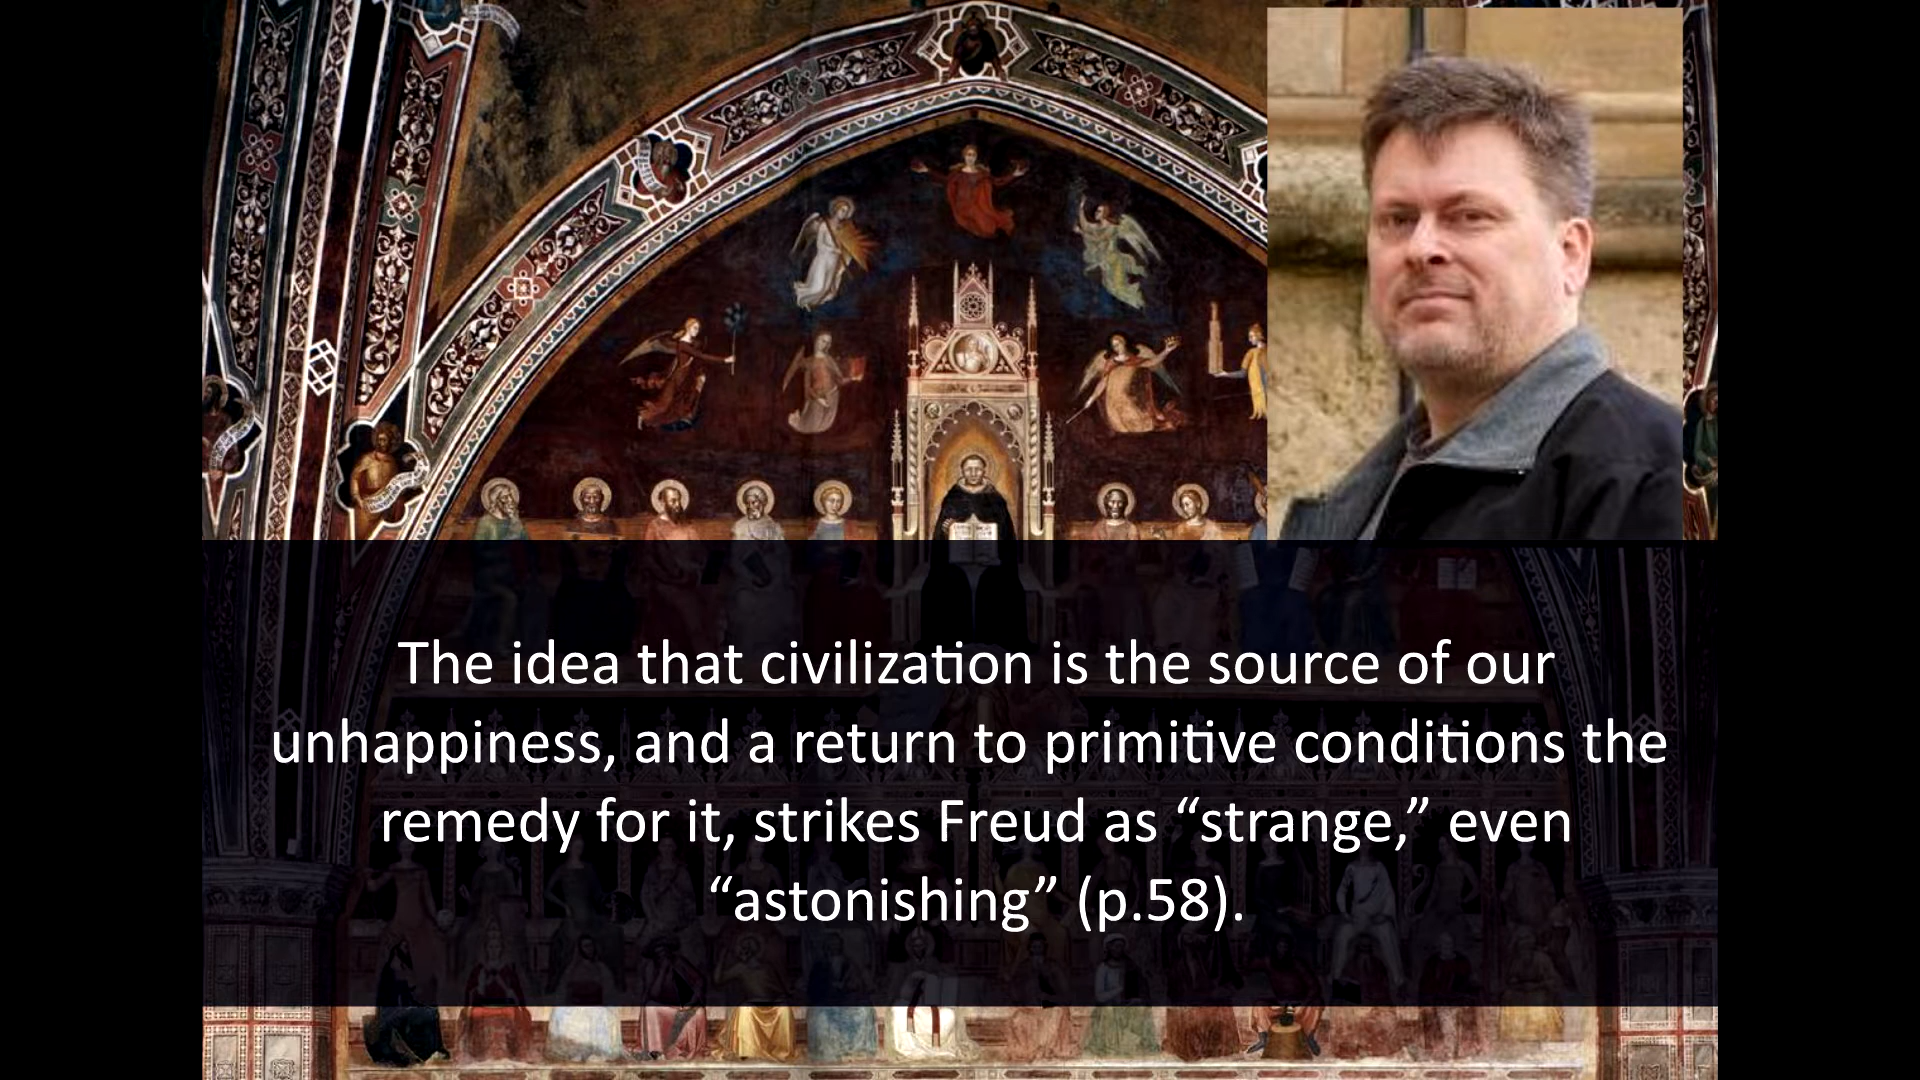 The idea that civilization is the source of our
unhappiness, and a return to primitive conditions the
remedy for it, strikes Freud as “strange,” even
“astonishing” (p.58).